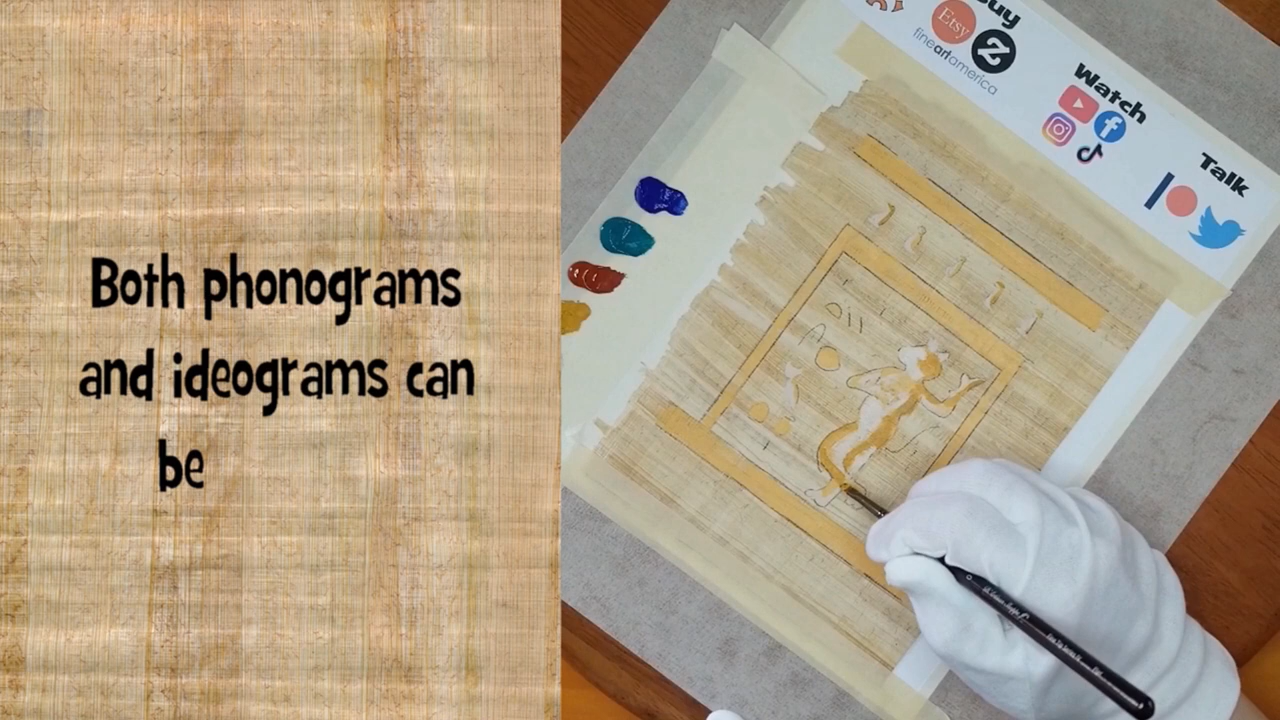 Both phonograms
and ideograms can
be
Buy
Etsy
Z
fineartamerica
Watch
Talk